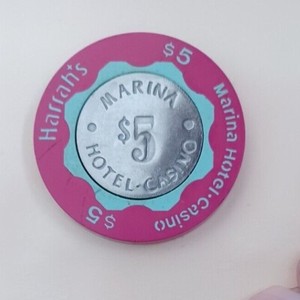 Harrah's
$5
Marina Hotel-Casino
$5
MARINA
$5
HOTEL-CASINO